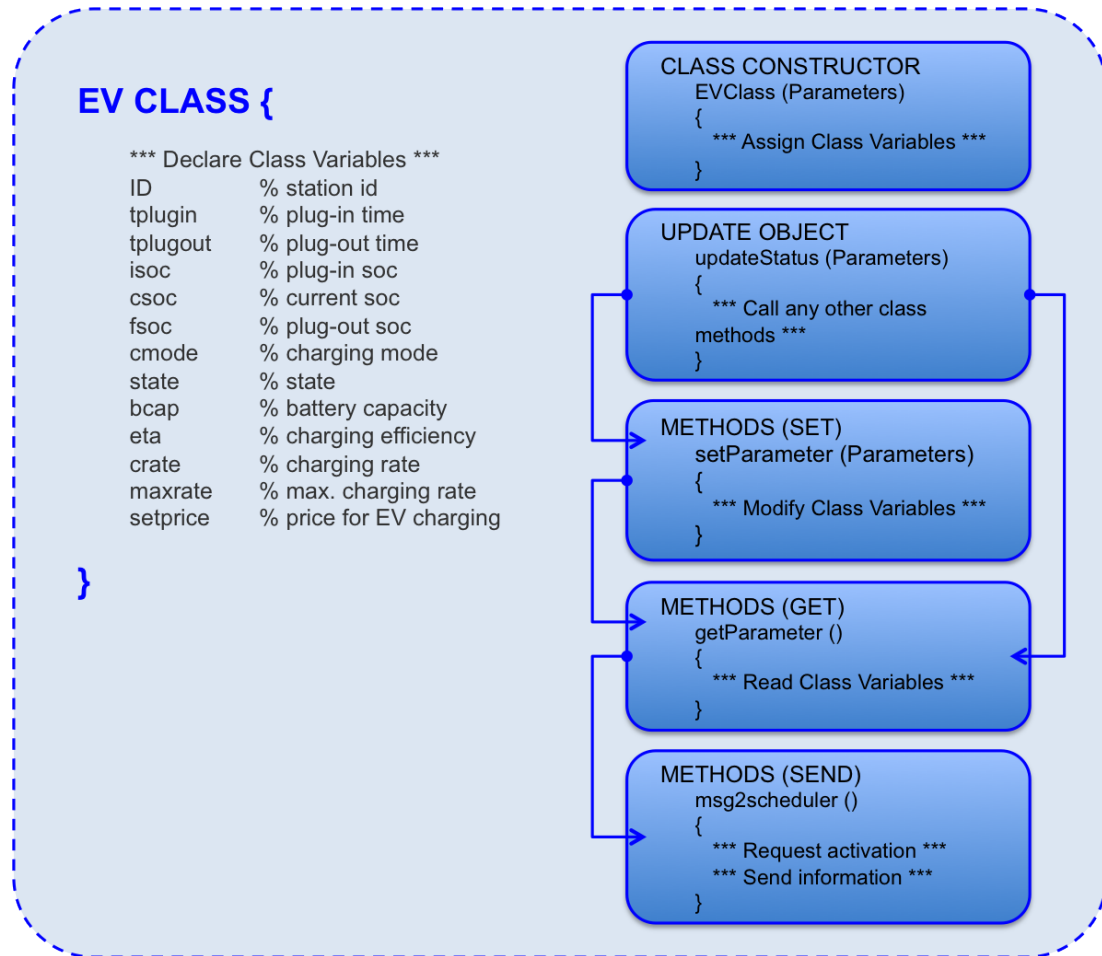 EV CLASS {
*** Declare Class Variables ***
ID % station id
tplugin % plug-in time
tplugout % plug-out time
isoc % plug-in soc
csoc % current soc
fsoc % plug-out soc
cmode % charging mode
state % state
bcap % battery capacity
eta % charging efficiency
crate % charging rate
maxrate % max. charging rate
setprice % price for EV charging
}
CLASS CONSTRUCTOR
EVClass (Parameters)
{
*** Assign Class Variables ***
}
UPDATE OBJECT
updateStatus (Parameters)
{
*** Call any other class
methods ***
}
METHODS (SET)
setParameter (Parameters)
{
*** Modify Class Variables ***
}
METHODS (GET)
getParameter ()
{
*** Read Class Variables ***
}
METHODS (SEND)
msg2scheduler ()
{
*** Request activation ***
*** Send information ***
}